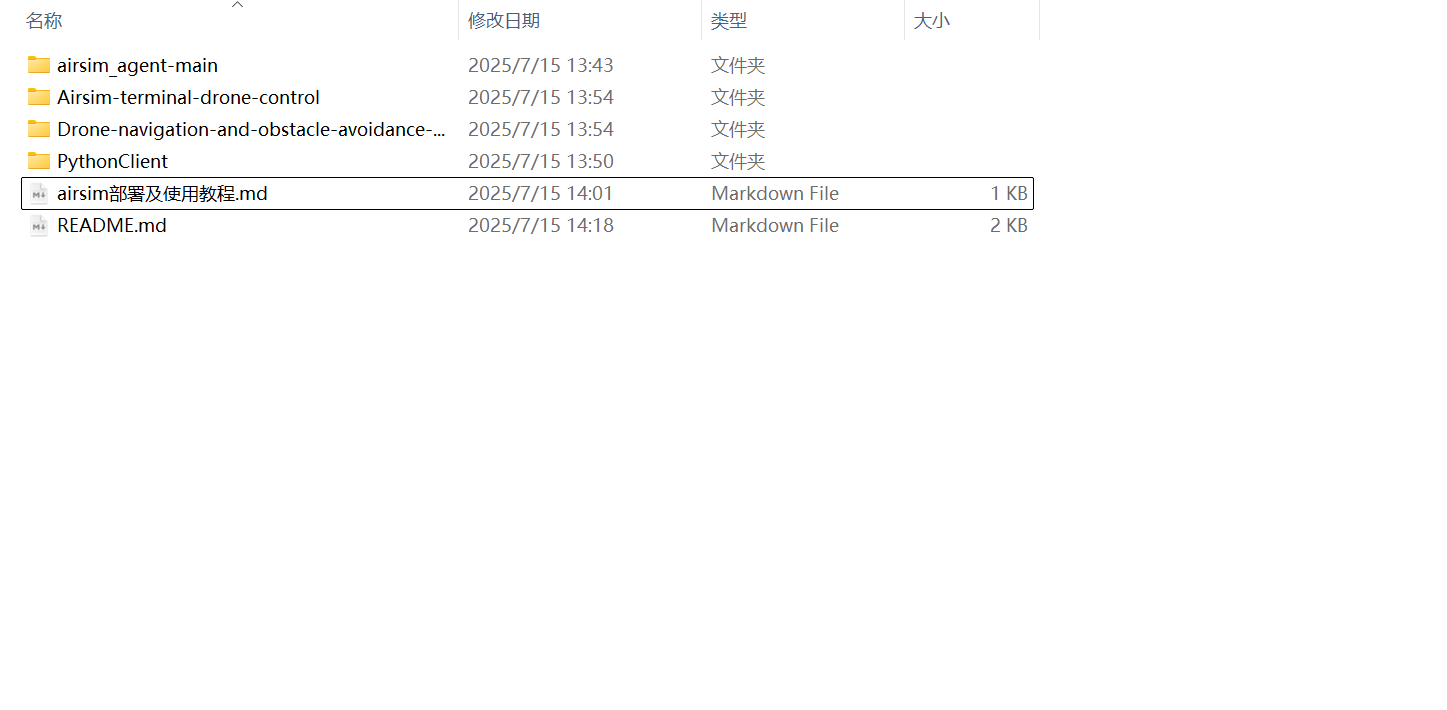 名称 修改日期 类型 大小
airsim_agent-main 2025/7/15 13:43 文件夹
Airsim-terminal-drone-control 2025/7/15 13:54 文件夹
Drone-navigation-and-obstacle-avoidance-... 2025/7/15 13:54 文件夹
PythonClient 2025/7/15 13:50 文件夹
airsim部署及使用教程.md 2025/7/15 14:01 Markdown File 1 KB
README.md 2025/7/15 14:18 Markdown File 2 KB